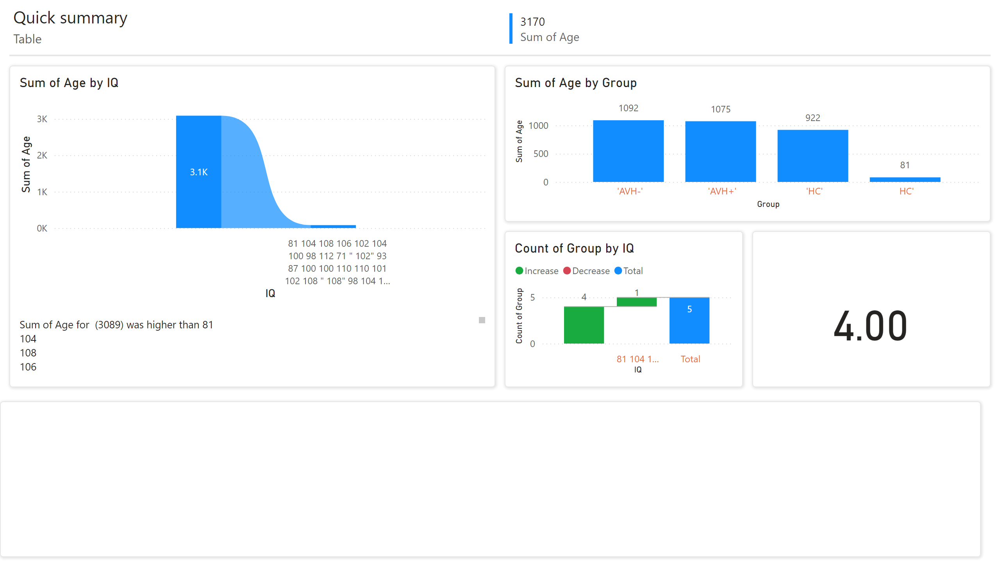 Quick summary
Table
3170
Sum of Age
Sum of Age by IQ
Sum of Age
3K
2K
1K
0K
3.1K
81 104 108 106 102 104
100 98 112 71 " 102" 93
87 100 100 110 110 101
102 108 " 108" 98 104 1...
IQ
Sum of Age for  (3089) was higher than 81
104
108
106
Sum of Age by Group
Sum of Age
1000
500
0
1092
1075
922
81
'AVH-'
'AVH+'
'HC'
HC'
Group
Count of Group by IQ
Increase Decrease Total
Count of Group
5
0
4
1
5
81 104 1...
Total
IQ
4.00